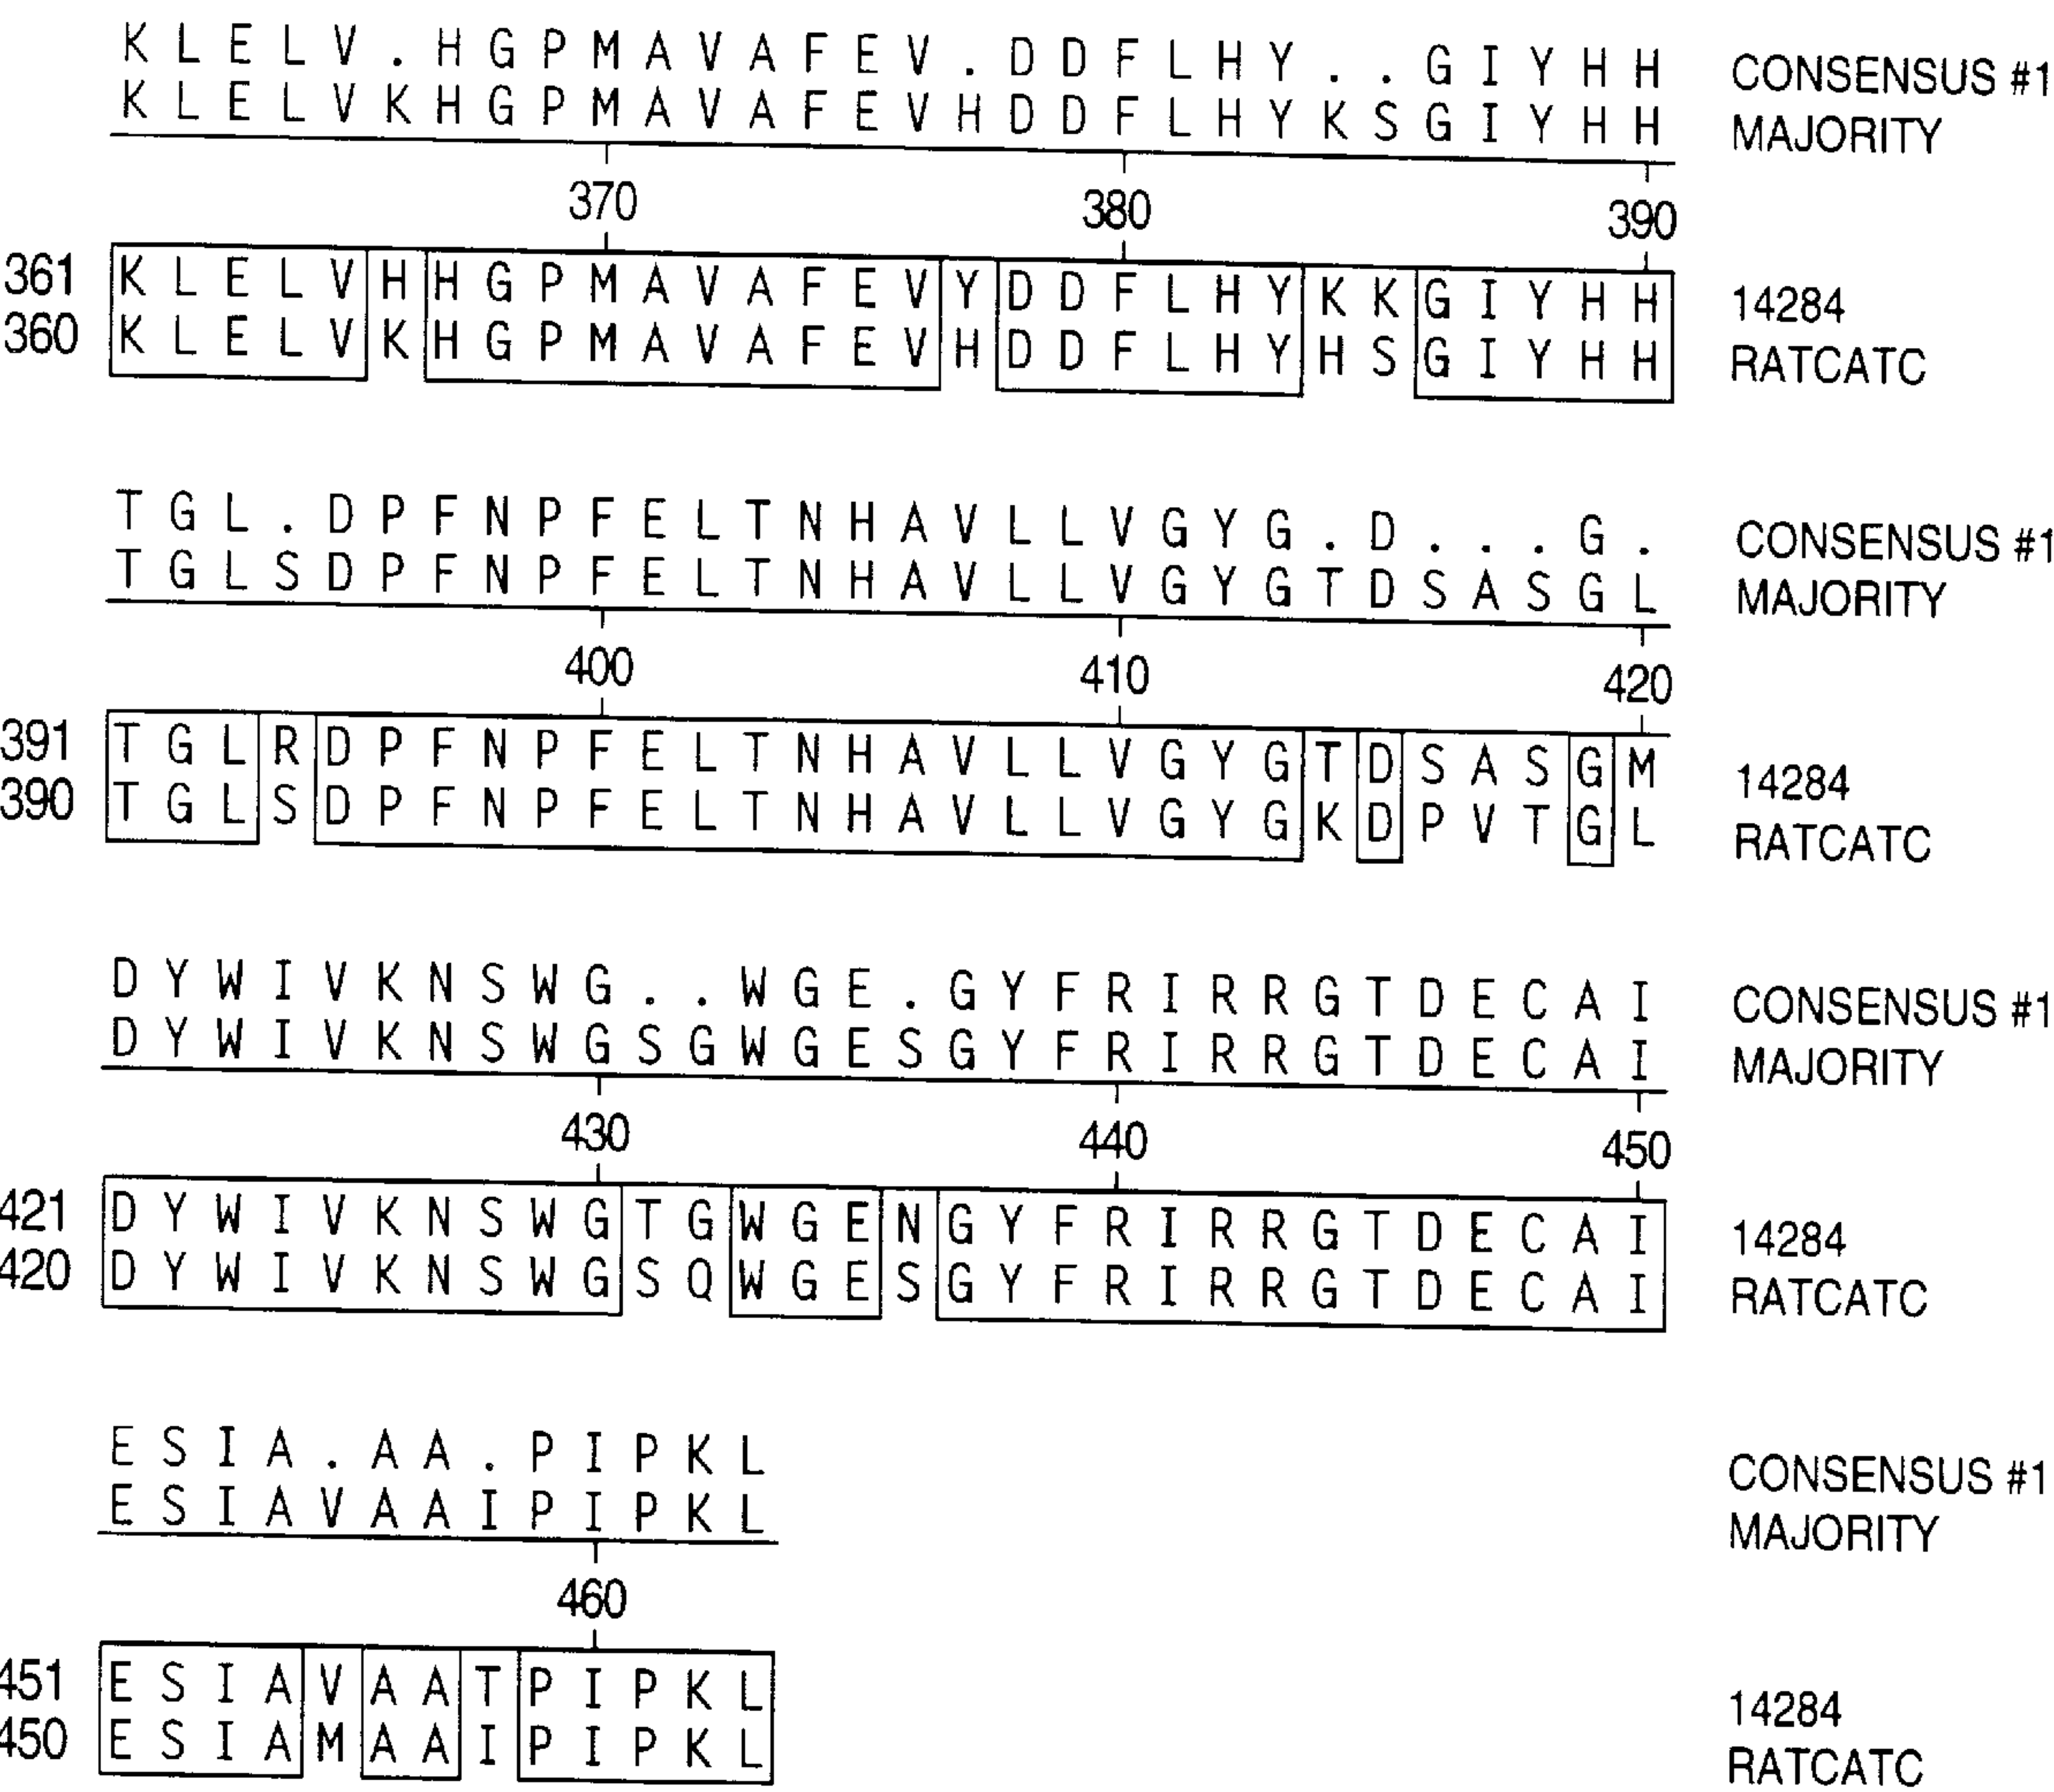 K L E L V . H G P M A V A F E V . D D F L H Y . . G I Y H H CONSENSUS #1
K L E L V K H G P M A V A F E V H D D F L H Y K S G I Y H H MAJORITY
370 380 390
361 K L E L V H H G P M A V A F E V Y D D F L H Y K K G I Y H H 14284
360 K L E L V K H G P M A V A F E V H D D F L H Y H S G I Y H H RATCATC
T G L . D P F N P F E L T N H A V L L V G Y G . D . . . G . CONSENSUS #1
T G L S D P F N P F E L T N H A V L L V G Y G T D S A S G L MAJORITY
400 410 420
391 T G L R D P F N P F E L T N H A V L L V G Y G T D S A S G M 14284
390 T G L S D P F N P F E L T N H A V L L V G Y G K D P V T G L RATCATC
D Y W I V K N S W G . . W G E . G Y F R I R R G T D E C A I CONSENSUS #1
D Y W I V K N S W G S G W G E S G Y F R I R R G T D E C A I MAJORITY
430 440 450
421 D Y W I V K N S W G T G W G E N G Y F R I R R G T D E C A I 14284
420 D Y W I V K N S W G S Q W G E S G Y F R I R R G T D E C A I RATCATC
E S I A . A A . P I P K L CONSENSUS #1
E S I A V A A I P I P K L MAJORITY
460
451 E S I A V A A T P I P K L 14284
450 E S I A M A A I P I P K L RATCATC